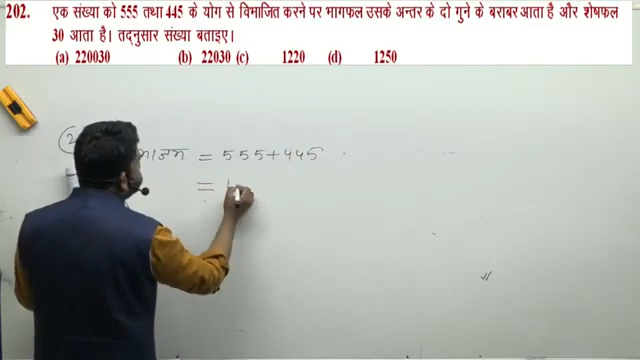 202. एक संख्या को 555 तथा 445 के योग से विभाजित करने पर भागफल उसके अन्तर के दो गुने के बराबर आता है और शेषफल
30 आता है। तद्नुसार संख्या बताइए।
(a) 220030 (b) 22030 (c) 1220 (d) 1250
= 555+445
=